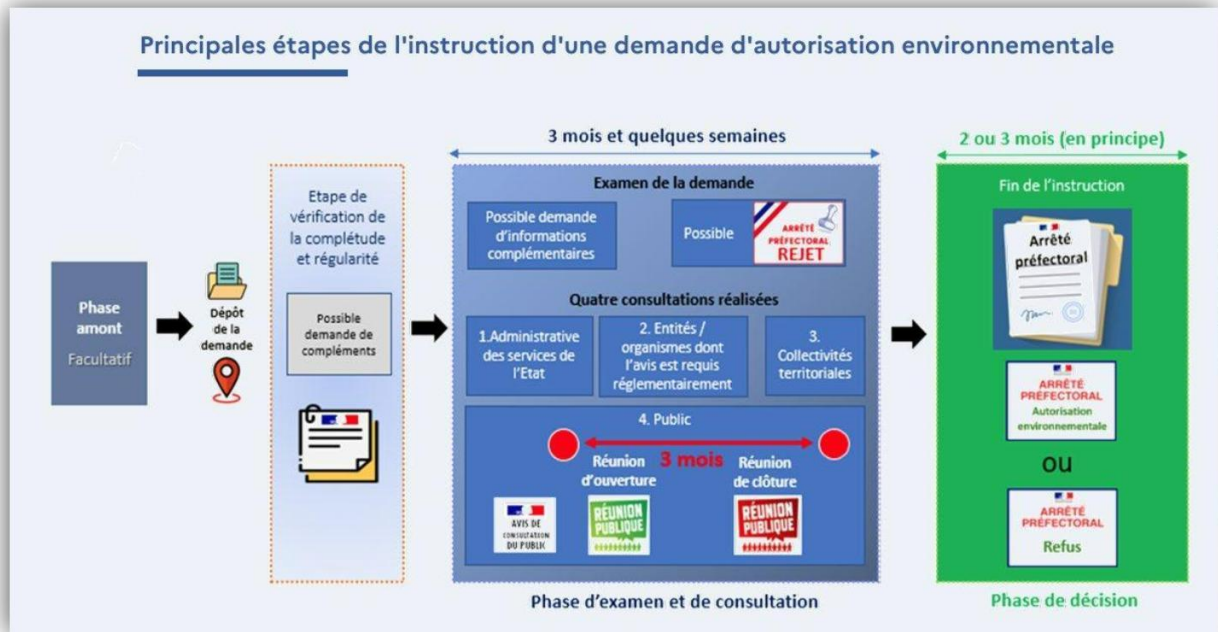 Principales étapes de l'instruction d'une demande d'autorisation environnementale
Phase
amont
Facultatif
Dépôt
de la
demande
Etape de
vérification de
la complétude
et régularité
Possible
demande de
compléments
3 mois et quelques semaines
Examen de la demande
Possible demande
d'informations
complémentaires
Possible
ARRÊTÉ
PRÉFECTORAL
REJET
Quatre consultations réalisées
1.Administrative
des services de
l'Etat
2. Entités /
organismes dont
l'avis est requis
réglementairement
3.
Collectivités
territoriales
4. Public
3 mois
Réunion
d'ouverture
Réunion
de clôture
AVIS DE
CONSULTATION
DU PUBLIC
RÉUNION
PUBLIQUE
RÉUNION
PUBLIQUE
Phase d'examen et de consultation
2 ou 3 mois (en principe)
Fin de l'instruction
Arrêté
préfectoral
ARRÊTÉ
PRÉFECTORAL
Autorisation
environnementale
ou
ARRÊTÉ
PRÉFECTORAL
Refus
Phase de décision